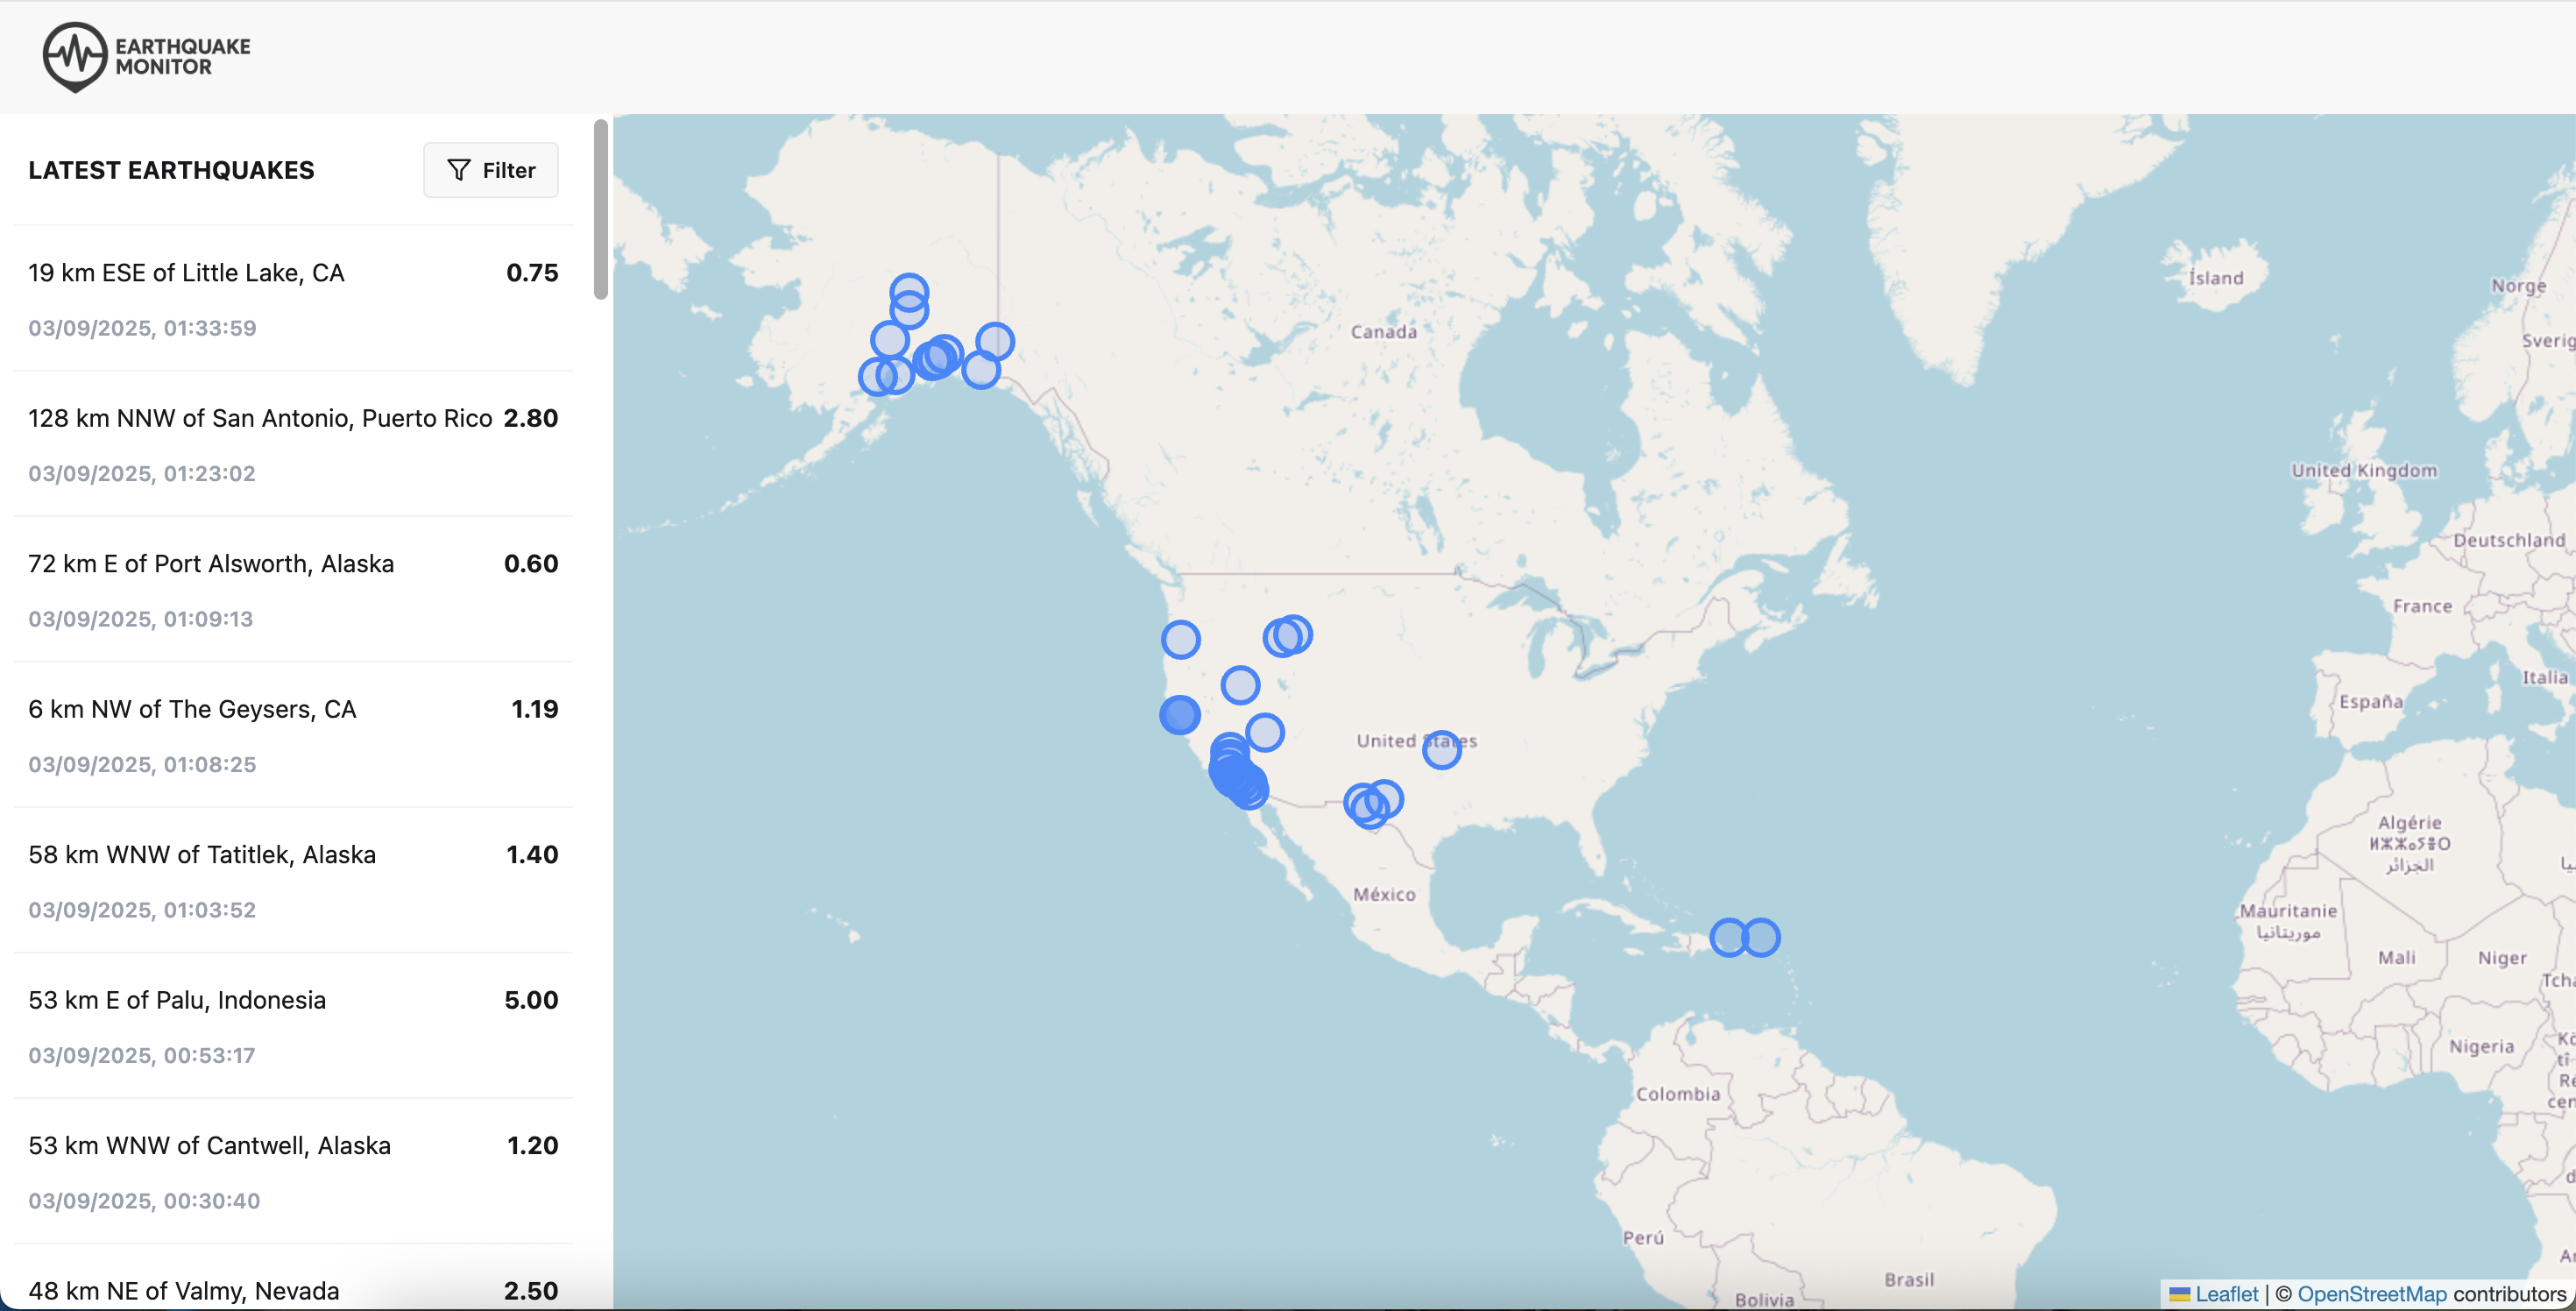 EARTHQUAKE
MONITOR
LATEST EARTHQUAKES
Filter
19 km ESE of Little Lake, CA 0.75
03/09/2025, 01:33:59
128 km NNW of San Antonio, Puerto Rico 2.80
03/09/2025, 01:23:02
72 km E of Port Alsworth, Alaska 0.60
03/09/2025, 01:09:13
6 km NW of The Geysers, CA 1.19
03/09/2025, 01:08:25
58 km WNW of Tatitlek, Alaska 1.40
03/09/2025, 01:03:52
53 km E of Palu, Indonesia 5.00
03/09/2025, 00:53:17
53 km WNW of Cantwell, Alaska 1.20
03/09/2025, 00:30:40
48 km NE of Valmy, Nevada 2.50
Ísland
Norge
Sverig
Canada
United Kingdom
Deutschland
France
Italia
España
United States
Algérie
ⵍⵣⵣⴰⵢⴻⵔ
الجزائر
México
Mauritanie
موريتانيا
Mali
Niger
Tcha
Nigeria
Colombia
Perú
Brasil
Bolivia
Leaflet | © OpenStreetMap contributors